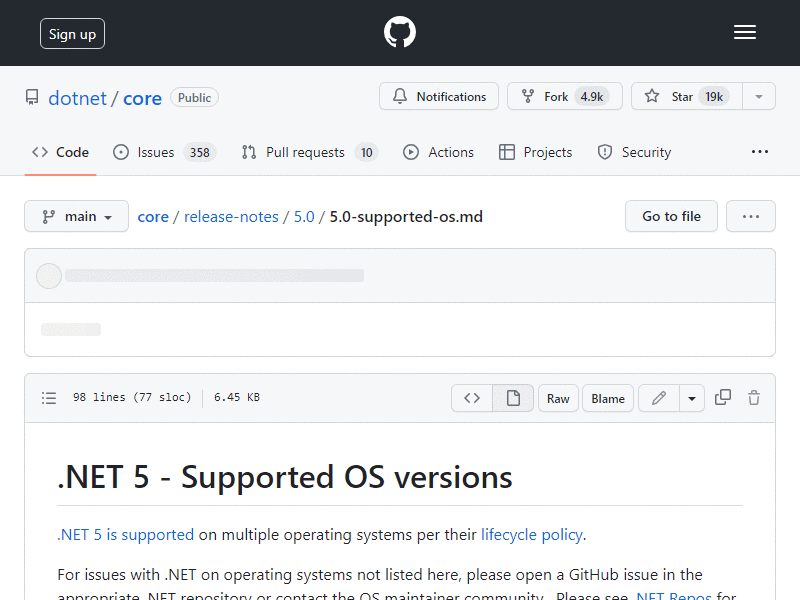 Sign up
dotnet / core Public
Notifications Fork 4.9k Star 19k
Code Issues 358 Pull requests 10 Actions Projects Security
main core / release-notes / 5.0 / 5.0-supported-os.md Go to file
98 lines (77 sloc) 6.45 KB Raw Blame
.NET 5 - Supported OS versions
.NET 5 is supported on multiple operating systems per their lifecycle policy.
For issues with .NET on operating systems not listed here, please open a GitHub issue in the
appropriate .NET repository or contact the OS maintainer community. Please see .NET Repos for